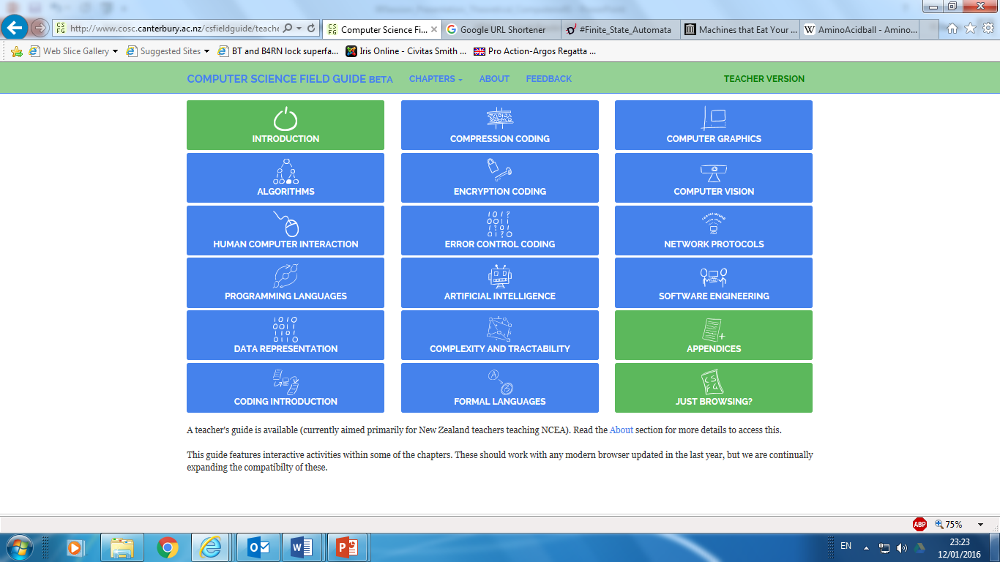 http://www.cosc.canterbury.ac.nz/csfieldguide/teache
Computer Science Fi...
Google URL Shortener
#Finite_State_Automata
Machines that Eat Your ...
AminoAcidball - Amino...
Web Slice Gallery
Suggested Sites
BT and B4RN lock superfa...
Iris Online - Civitas Smith ...
Pro Action-Argos Regatta ...
COMPUTER SCIENCE FIELD GUIDE BETA
CHAPTERS
ABOUT
FEEDBACK
TEACHER VERSION
INTRODUCTION
COMPRESSION CODING
COMPUTER GRAPHICS
ALGORITHMS
ENCRYPTION CODING
COMPUTER VISION
HUMAN COMPUTER INTERACTION
ERROR CONTROL CODING
NETWORK PROTOCOLS
PROGRAMMING LANGUAGES
ARTIFICIAL INTELLIGENCE
SOFTWARE ENGINEERING
DATA REPRESENTATION
COMPLEXITY AND TRACTABILITY
APPENDICES
CODING INTRODUCTION
FORMAL LANGUAGES
JUST BROWSING?
A teacher's guide is available (currently aimed primarily for New Zealand teachers teaching NCEA). Read the About section for more details to access this.
This guide features interactive activities within some of the chapters. These should work with any modern browser updated in the last year, but we are continually
expanding the compatibilty of these.
ABP
75%
EN
23:23
12/01/2016